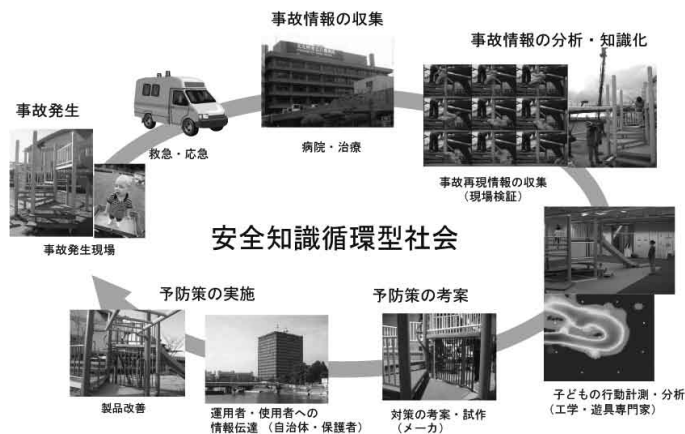 事故情報の収集
事故情報の分析・知識化
事故発生
救急・応急
病院・治療
事故再現情報の収集
(現場検証)
事故発生現場
安全知識循環型社会
予防策の実施
予防策の考案
製品改善
運用者・使用者への
情報伝達 (自治体・保護者)
対策の考案・試作
(メーカ)
子どもの行動計測・分析
(工学・遊具専門家)